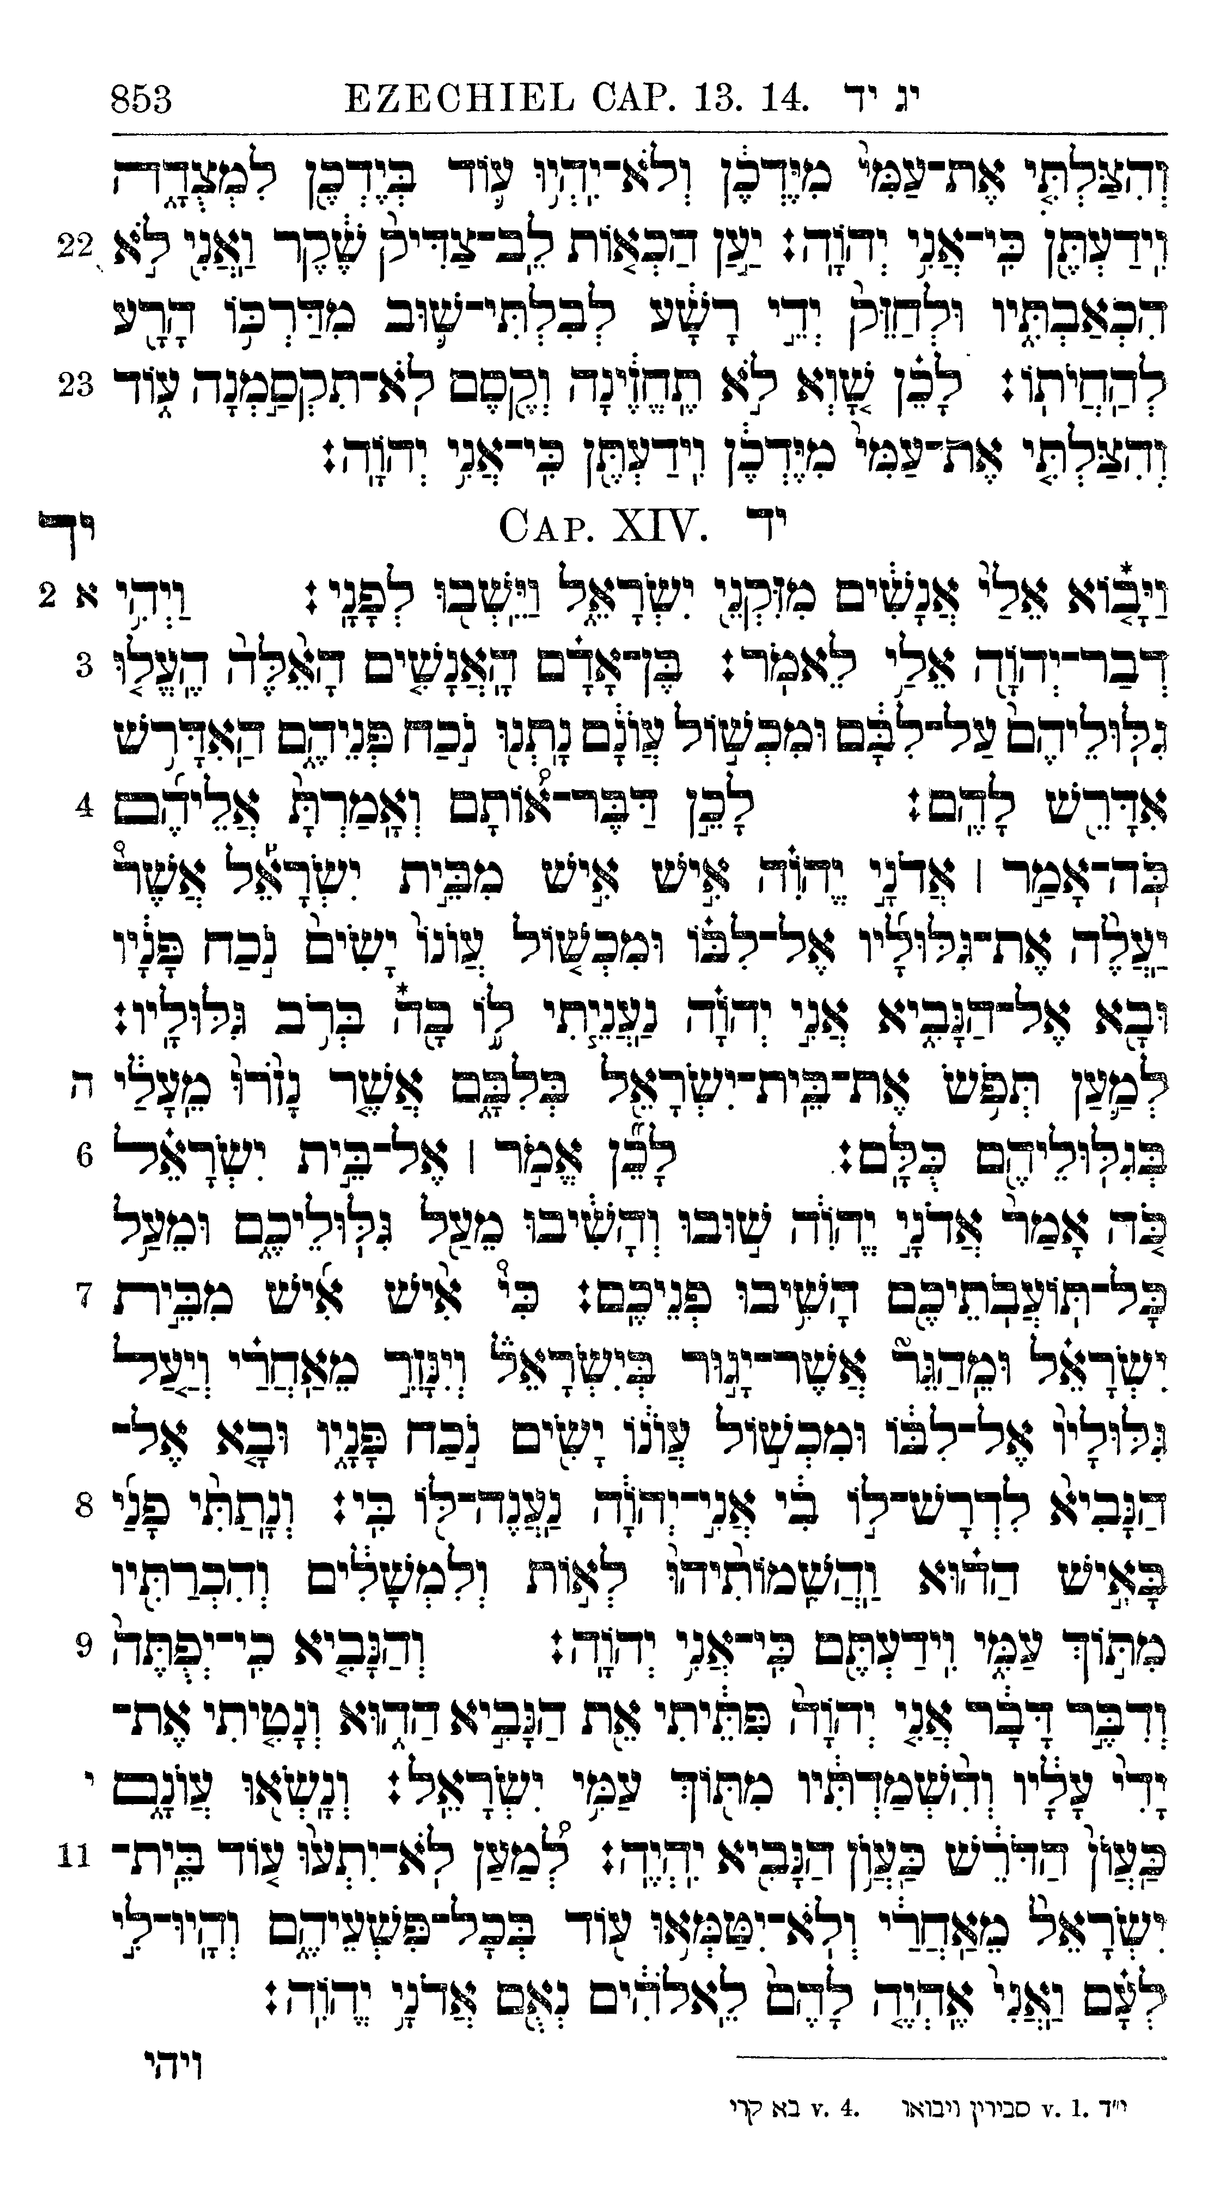 853 EZECHIEL CAP. 13. 14. יג יד
וְהִצַּלְתִּ֤י אֶת־עַמִּי֙ מִיֶּדְכֶ֔ן וְלֹא־יִֽהְי֥וּ ע֛וֹד בְּיֶדְכֶ֖ן לִמְצֻדָ֑ה
22 וִֽידַעְתֶּ֖ן כִּֽי־אֲנִ֥י יְהוָֹֽה׃ יַ֣עַן הַכְא֤וֹת לֵֽב־צַדִּיק֙ שֶׁ֔קֶר וַאֲנִ֖י לֹ֣א
הִכְאַבְתִּ֑יו וּלְחַזֵּק֙ יְדֵ֣י רָשָׁ֔ע לְבִלְתִּי־שׁ֛וּב מִדַּרְכּ֥וֹ הָרָ֖ע
23 לְהַחֲיֹתֽוֹ׃ לָכֵ֗ן שָׁ֚וְא לֹ֣א תֶֽחֱזֶ֔ינָה וְקֶ֖סֶם לֹֽא־תִקְסַ֣מְנָה ע֑וֹד
וְהִצַּלְתִּ֤י אֶת־עַמִּי֙ מִיֶּדְכֶ֔ן וִֽידַעְתֶּ֖ן כִּֽי־אֲנִ֥י יְהוָֹֽה׃
יד CAP. XIV. יד
2 א וַיָּב֤וֹא* אֵלַי֙ אֲנָשִׁ֔ים מִזִּקְנֵ֖י יִשְׂרָאֵ֑ל וַיֵּֽשְׁב֖וּ לְפָנָֽי׃ וַיְהִ֥י
3 דְבַר־יְהוָֹ֖ה אֵלַ֥י לֵאמֹֽר׃ בֶּן־אָדָ֗ם הָאֲנָשִׁ֤ים הָאֵ֙לֶּה֙ הֶעֱל֤וּ
גִלּֽוּלֵיהֶם֙ עַל־לִבָּ֔ם וּמִכְשׁ֣וֹל עֲוֹנָ֔ם נָתְנ֖וּ נֹ֣כַח פְּנֵיהֶ֑ם הַֽאִדָּרֹ֥שׁ
4 אִדָּרֵ֖שׁ לָהֶֽם׃ לָכֵ֣ן דַּבֶּר־א֠וֹתָם וְאָמַרְתָּ֨ אֲלֵיהֶ֜ם
כֹּה־אָמַ֣ר ׀ אֲדֹנָ֣י יֱהוִֹ֗ה אִ֣ישׁ אִ֣ישׁ מִבֵּ֣ית יִשְׂרָאֵ֡ל אֲשֶׁר֩
יַעֲלֶ֨ה אֶת־גִּלּוּלָ֜יו אֶל־לִבּ֗וֹ וּמִכְשׁ֤וֹל עֲוֹנוֹ֙ יָשִׂים֙ נֹ֣כַח פָּנָ֔יו
וּבָ֖א אֶל־הַנָּבִ֑יא אֲנִ֣י יְהוָֹ֗ה נַעֲנֵ֧יתִי ל֦וֹ בָ֖ה* בְּרֹ֥ב גִּלּוּלָֽיו׃
ה לְמַ֛עַן תְּפֹ֥שׂ אֶת־בֵּֽית־יִשְׂרָאֵ֖ל בְּלִבָּ֑ם אֲשֶׁ֤ר נָזֹ֙רוּ֙ מֵֽעָלַ֔י
6 בְּגִלּֽוּלֵיהֶ֖ם כֻּלָּֽם׃ לָכֵ֞ן אֱמֹ֣ר ׀ אֶל־בֵּ֣ית יִשְׂרָאֵ֗ל
כֹּ֤ה אָמַר֙ אֲדֹנָ֣י יֱהוִֹ֔ה שׁ֣וּבוּ וְהָשִׁ֔יבוּ מֵעַ֖ל גִּלּֽוּלֵיכֶ֑ם וּמֵעַ֥ל
7 כָּל־תּוֹעֲבֹתֵיכֶ֖ם הָשִׁ֥יבוּ פְנֵיכֶֽם׃ כִּי֩ אִ֨ישׁ אִ֜ישׁ מִבֵּ֣ית
יִשְׂרָאֵ֗ל וּמֵהַגֵּר֮ אֲשֶׁר־יָג֣וּר בְּיִשְׂרָאֵל֒ וְיִנָּזֵ֣ר מֵאַֽחֲרַ֗י וְיַ֤עַל
גִּלּוּלָיו֙ אֶל־לִבּ֔וֹ וּמִכְשׁ֣וֹל עֲוֹנ֔וֹ יָשִׂ֖ים נֹ֣כַח פָּנָ֑יו וּבָ֤א אֶל־
8 הַנָּבִיא֙ לִדְרָשׁ־ל֣וֹ בִ֔י אֲנִ֣י־יְהוָֹ֔ה נַֽעֲנֶה־לּ֖וֹ בִּֽי׃ וְנָתַתִּ֨י פָנַ֜י
בָּאִ֣ישׁ הַה֗וּא וַהֲשִֽׂמוֹתִ֙יהוּ֙ לְא֣וֹת וְלִמְשָׁלִ֔ים וְהִכְרַתִּ֖יו
9 מִתּ֣וֹךְ עַמִּ֑י וִֽידַעְתֶּ֖ם כִּֽי־אֲנִ֥י יְהוָֹֽה׃ וְהַנָּבִ֤יא כִֽי־יְפֻתֶּה֙
וְדִבֶּ֣ר דָּבָ֔ר אֲנִ֤י יְהוָֹה֙ פִּתֵּ֔יתִי אֵ֖ת הַנָּבִ֣יא הַה֑וּא וְנָטִ֤יתִי אֶת־
י יָדִי֙ עָלָ֔יו וְהִ֨שְׁמַדְתִּ֔יו מִתּ֖וֹךְ עַמִּ֥י יִשְׂרָאֵֽל׃ וְנָשְׂא֖וּ עֲוֹנָ֑ם
11 כַּֽעֲוֹן֙ הַדֹּרֵ֔שׁ כַּעֲוֹ֥ן הַנָּבִ֖יא יִֽהְיֶֽה׃ לְ֠מַעַן לֹֽא־יִתְע֨וּ ע֤וֹד בֵּֽית־
יִשְׂרָאֵל֙ מֵאַ֣חֲרַ֔י וְלֹֽא־יִטַּמְּא֥וּ ע֖וֹד בְּכָל־פִּשְׁעֵיהֶ֑ם וְהָ֥יוּ־לִ֣י
לְעָ֗ם וַֽאֲנִי֙ אֶהְיֶ֤ה לָהֶם֙ לֵֽאלֹהִ֔ים נְאֻ֖ם אֲדֹנָ֥י יֱהוִֹֽה׃
ויהי
י״ד v. 1. סבירין ויבואו v. 4. בא קרי